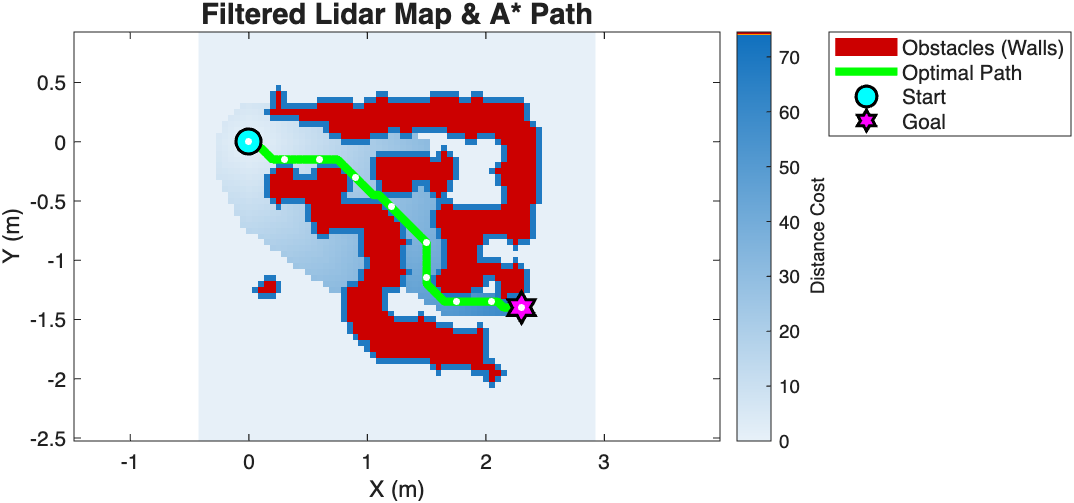 Filtered Lidar Map & A* Path
0.5
0
-0.5
-1
-1.5
-2
-2.5
Y (m)
-1
0
1
2
3
X (m)
70
60
50
40
30
20
10
0
Distance Cost
Obstacles (Walls)
Optimal Path
Start
Goal